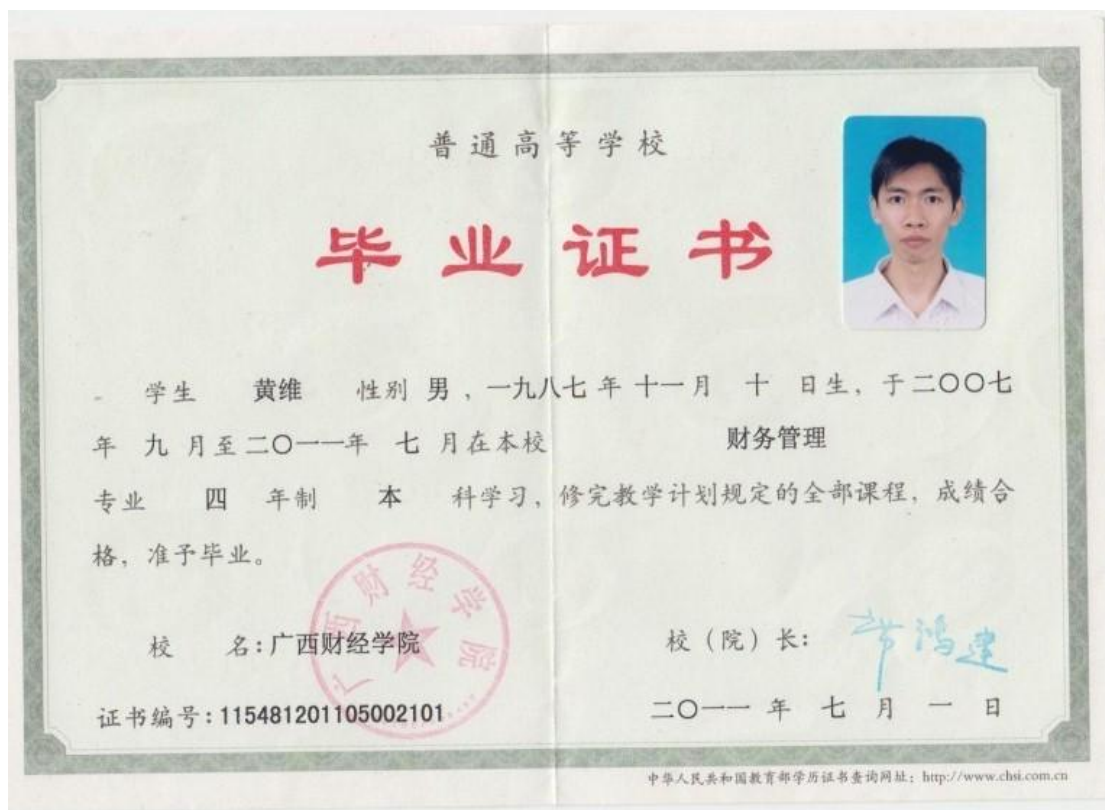 普通高等学校
毕业证书
学生 黄维 性别 男，一九八七年 十一月 十 日生，于二〇〇七
年 九 月至二〇一一年 七 月在本校 财务管理
专业 四 年制 本 科学习，修完教学计划规定的全部课程，成绩合
格，准予毕业。
广西财经学院
校 名：广西财经学院
校（院）长：
证书编号：115481201105002101
二〇一一 年 七 月 一 日
中华人民共和国教育部学历证书查询网址：http://www.chsi.com.cn